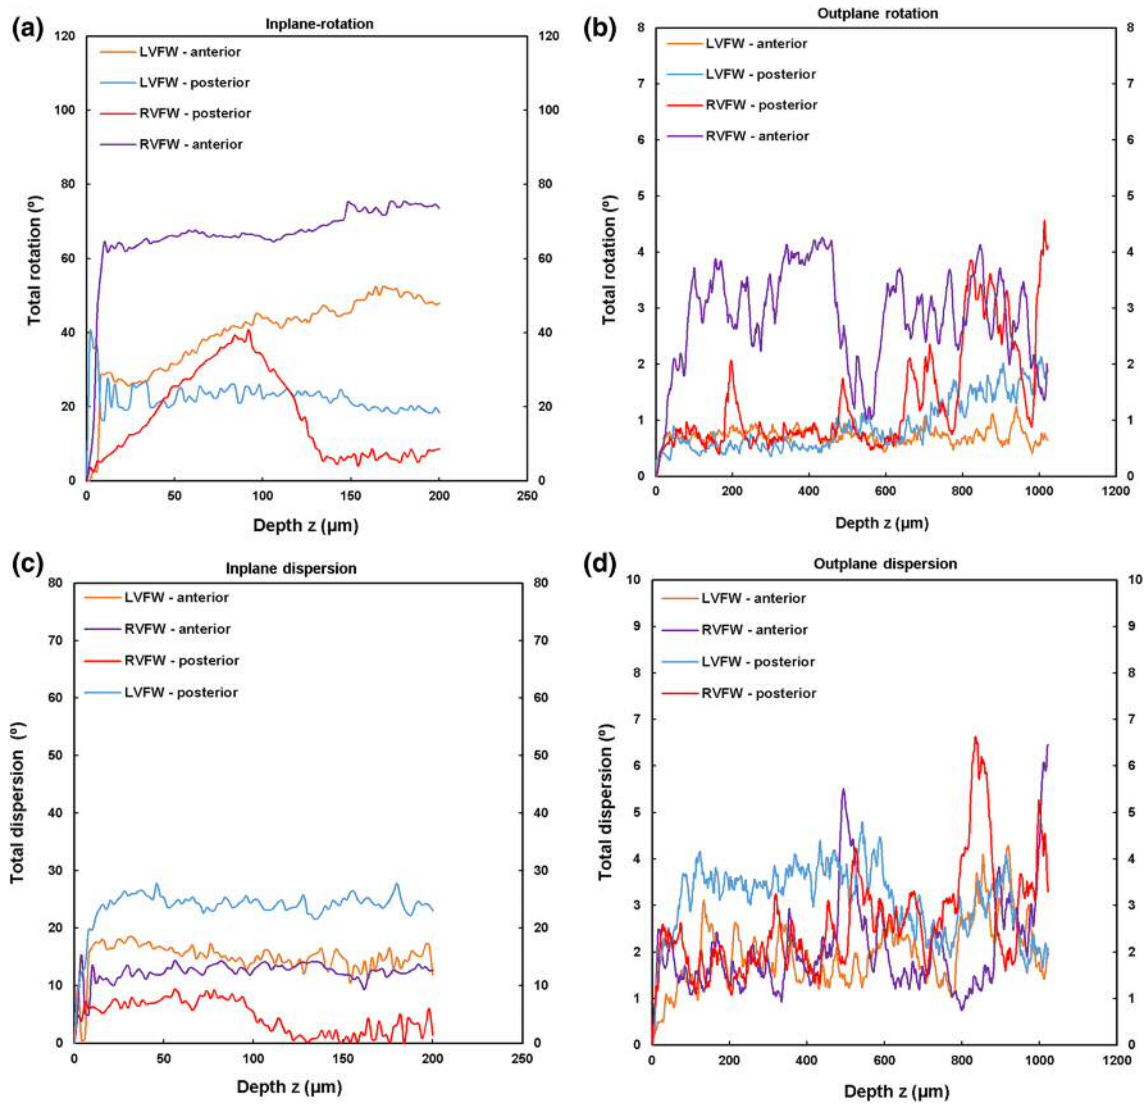 (a)
Inplane-rotation
120
100
80
60
40
20
0
120
100
80
60
40
20
0
LVFW - anterior
LVFW - posterior
RVFW - posterior
RVFW - anterior
Total rotation (º)
0 50 100 150 200 250
Depth z (µm)
(b)
Outplane rotation
8
7
6
5
4
3
2
1
0
8
7
6
5
4
3
2
1
0
LVFW - anterior
LVFW - posterior
RVFW - posterior
RVFW - anterior
Total rotation (º)
0 200 400 600 800 1000 1200
Depth z (µm)
(c)
Inplane dispersion
80
70
60
50
40
30
20
10
0
80
70
60
50
40
30
20
10
0
LVFW - anterior
RVFW - anterior
RVFW - posterior
LVFW - posterior
Total dispersion (º)
0 50 100 150 200 250
Depth z (µm)
(d)
Outplane dispersion
10
9
8
7
6
5
4
3
2
1
0
10
9
8
7
6
5
4
3
2
1
0
LVFW - anterior
RVFW - anterior
LVFW - posterior
RVFW - posterior
Total dispersion (º)
0 200 400 600 800 1000 1200
Depth z (µm)